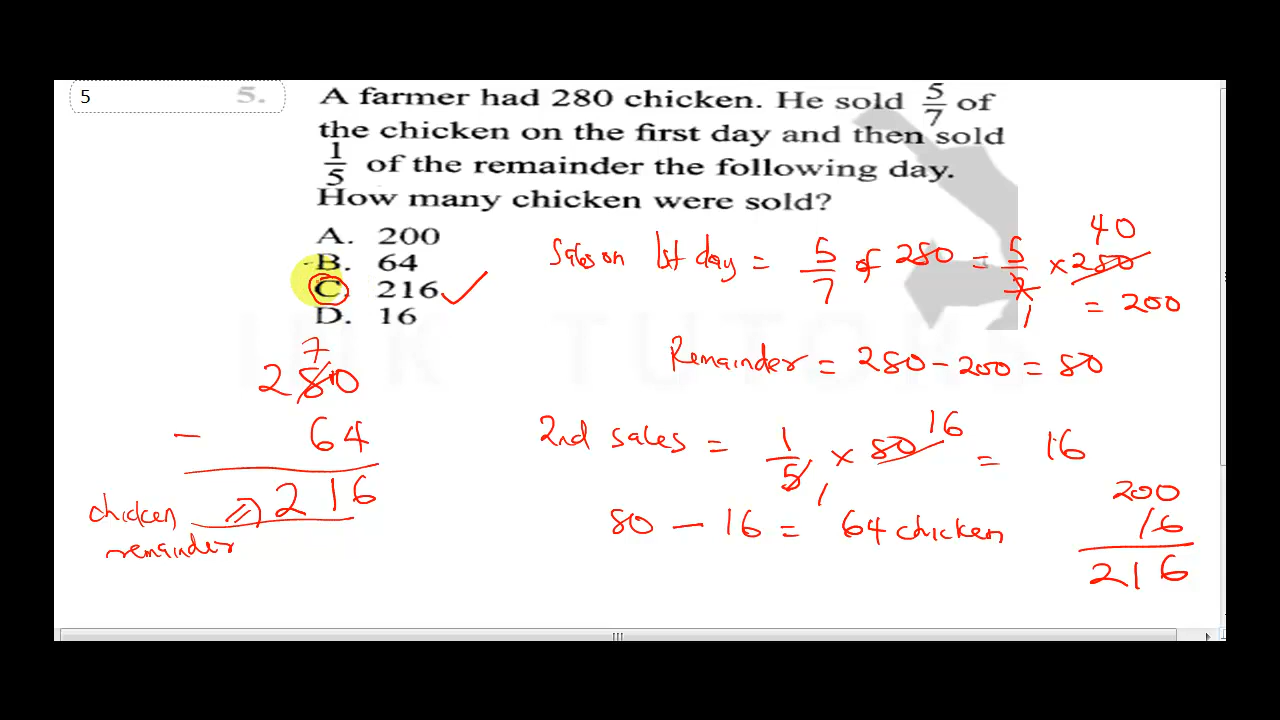 5
5.
A farmer had 280 chicken. He sold 5/7 of
the chicken on the first day and then sold
1/5 of the remainder the following day.
How many chicken were sold?
A. 200
B. 64
C. 216 ✓
D. 16
Sales on 1st day = 5/7 of 280 = 5/7 × 280
40
1
= 200
Remainder = 280 - 200 = 80
2nd sales = 1/5 × 80 = 16
16
1
80 - 16 = 64 chicken
200
16
216
7
2810
- 64
216
chicken
remainder